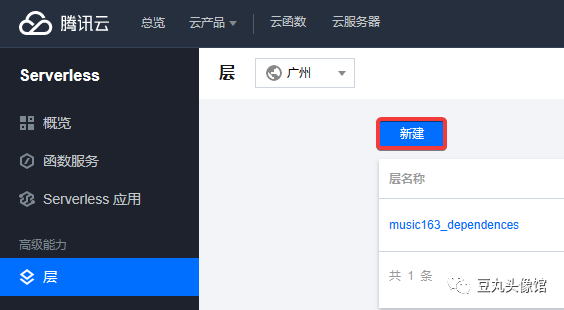 腾讯云 总览 云产品 云函数 云服务器
Serverless
概览
函数服务
Serverless 应用
高级能力
层
层 广州
新建
层名称
music163_dependences
共 1 条
豆丸头像馆